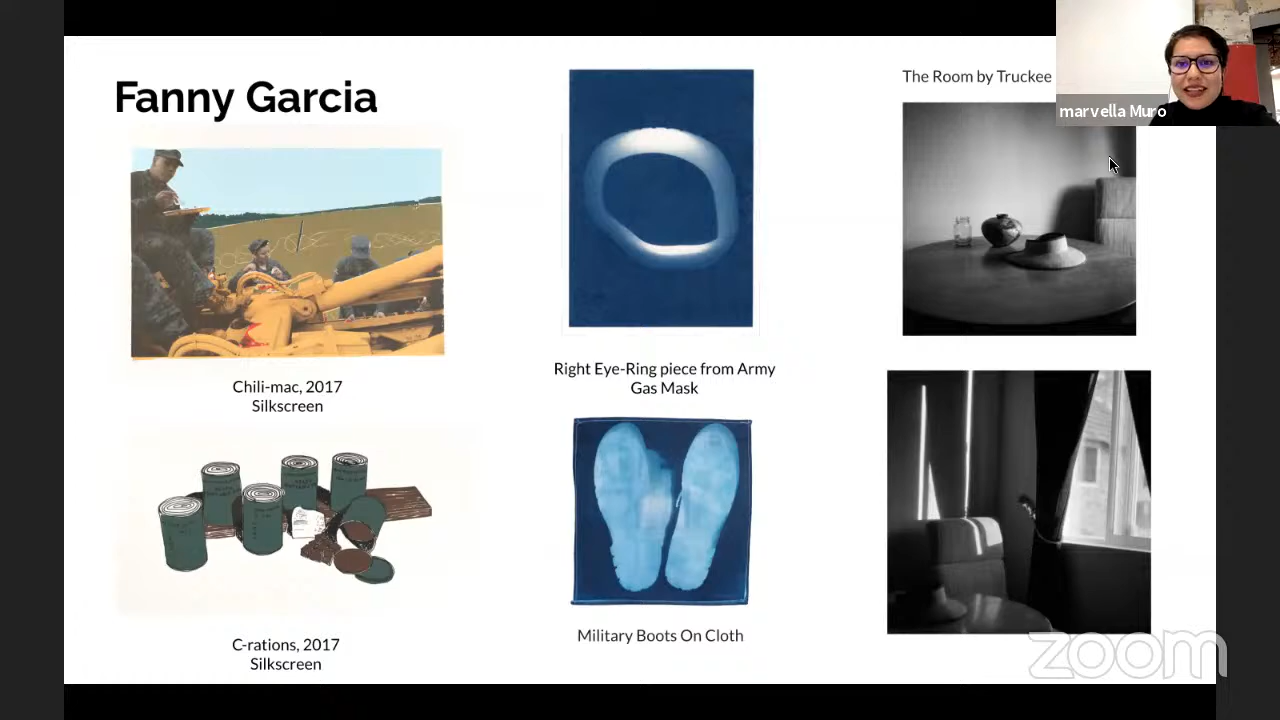 Fanny Garcia
Chili-mac, 2017
Silkscreen
C-rations, 2017
Silkscreen
Right Eye-Ring piece from Army
Gas Mask
Military Boots On Cloth
The Room by Truckee
marvella Muro
zoom